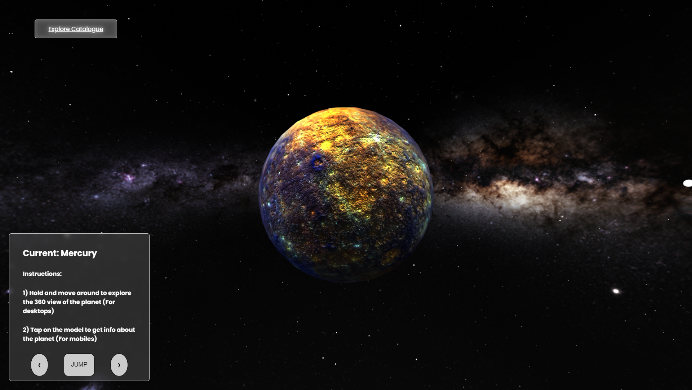 Explore Catalogue
Current: Mercury
Instructions:
1) Hold and move around to explore
the 360 view of the planet (For
desktops)
2) Tap on the model to get info about
the planet (For mobiles)
‹ JUMP ›